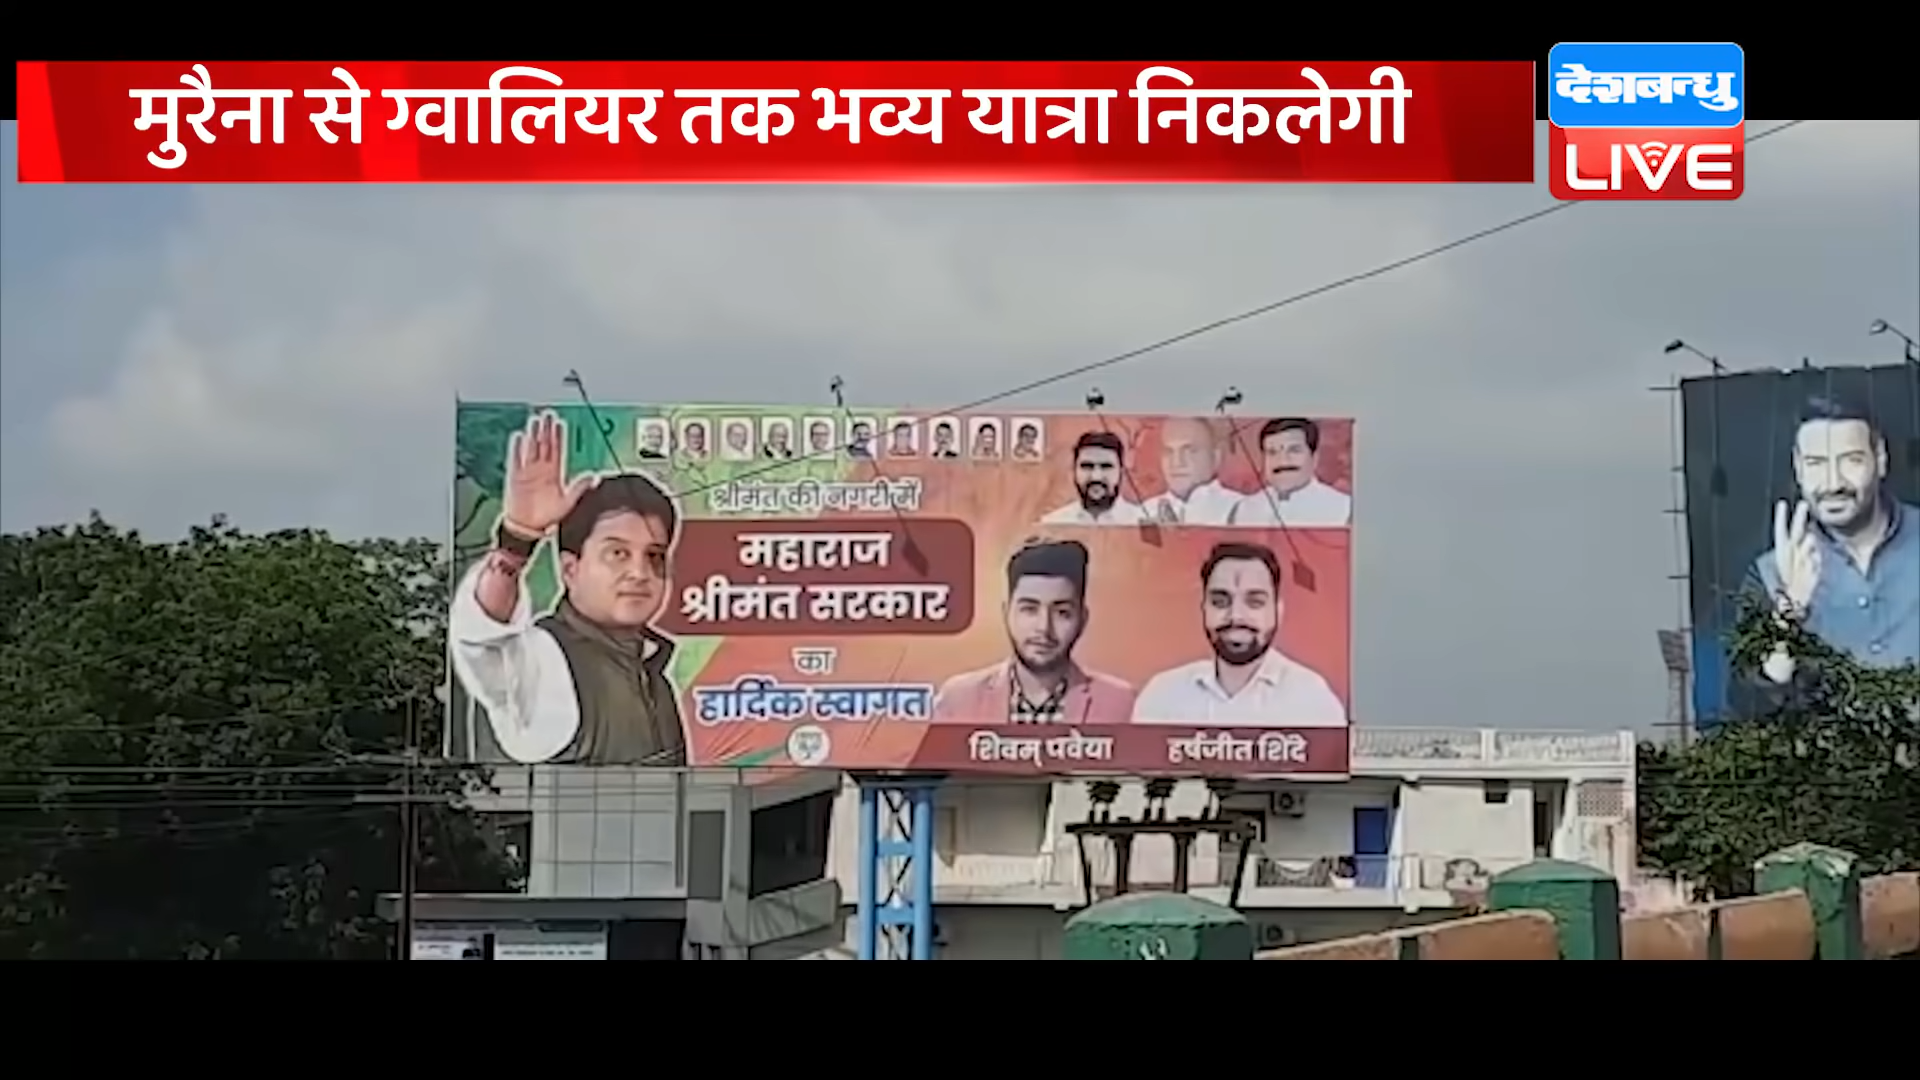 मुरैना से ग्वालियर तक भव्य यात्रा निकलेगी
देशबन्धु
LIVE
श्रीमंत की नगरी में
महाराज
श्रीमंत सरकार
का
हार्दिक स्वागत
शिवम् पवैया
हर्षजीत शिंदे